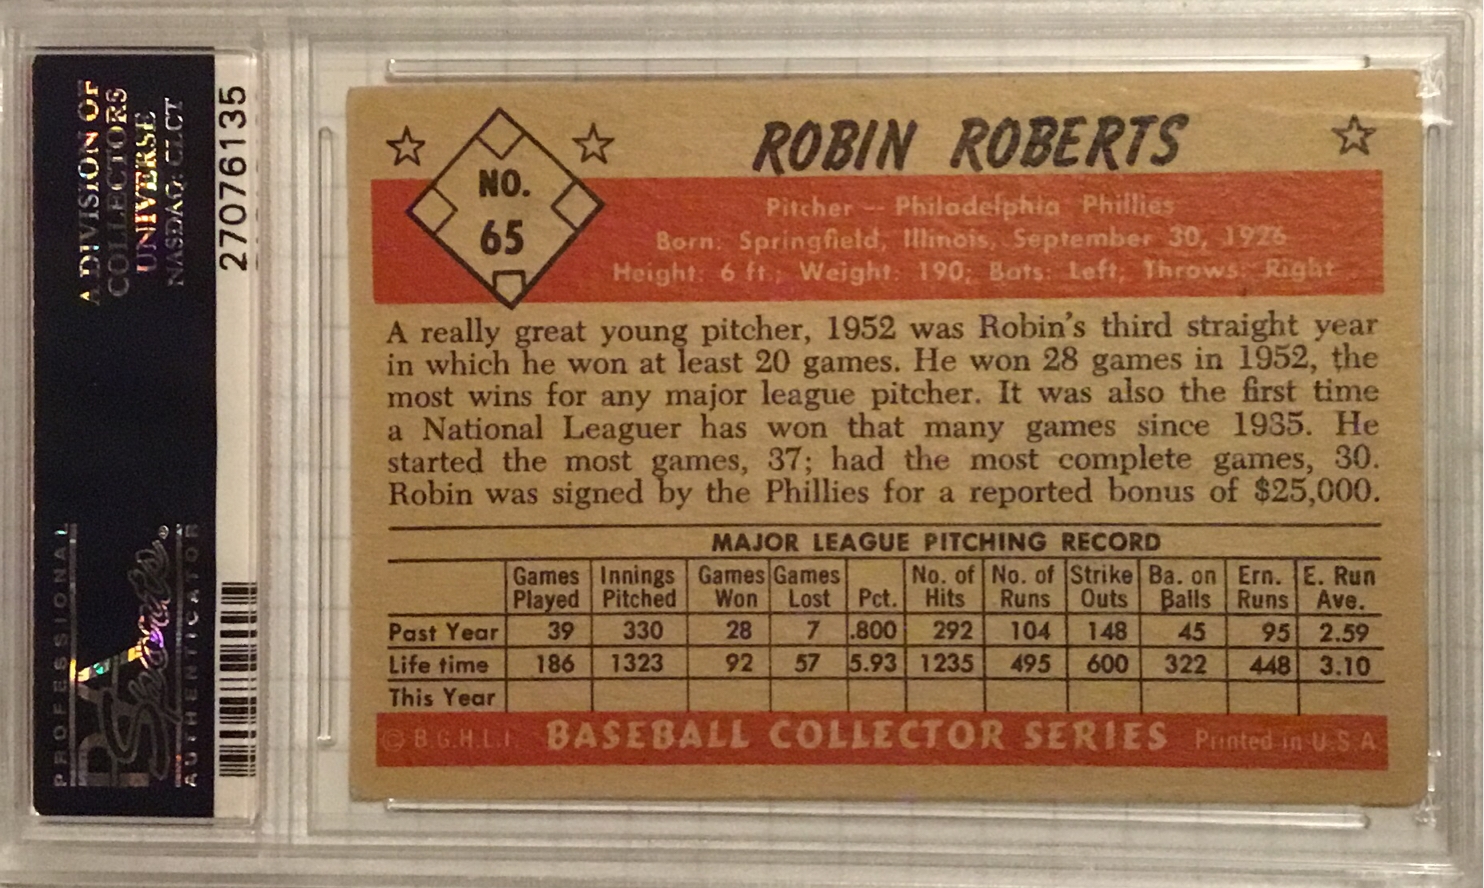 A DIVISION OF
COLLECTORS
UNIVERSE
NASDAQ: CLCT
27076135
PROFESSIONAL
PSA
Sports®
AUTHENTICATOR
NO.
65
ROBIN ROBERTS
Pitcher — Philadelphia Phillies
Born: Springfield, Illinois, September 30, 1926
Height: 6 ft.; Weight: 190; Bats: Left; Throws: Right
A really great young pitcher, 1952 was Robin's third straight year
in which he won at least 20 games. He won 28 games in 1952, the
most wins for any major league pitcher. It was also the first time
a National Leaguer has won that many games since 1935. He
started the most games, 37; had the most complete games, 30.
Robin was signed by the Phillies for a reported bonus of $25,000.
MAJOR LEAGUE PITCHING RECORD
Games Innings Games Games No. of No. of Strike Ba. on Ern. E. Run
Played Pitched Won Lost Pct. Hits Runs Outs Balls Runs Ave.
Past Year 39 330 28 7 .800 292 104 148 45 95 2.59
Life time 186 1323 92 57 5.93 1235 495 600 322 448 3.10
This Year
© B.G.H.L.I. BASEBALL COLLECTOR SERIES Printed in U.S.A